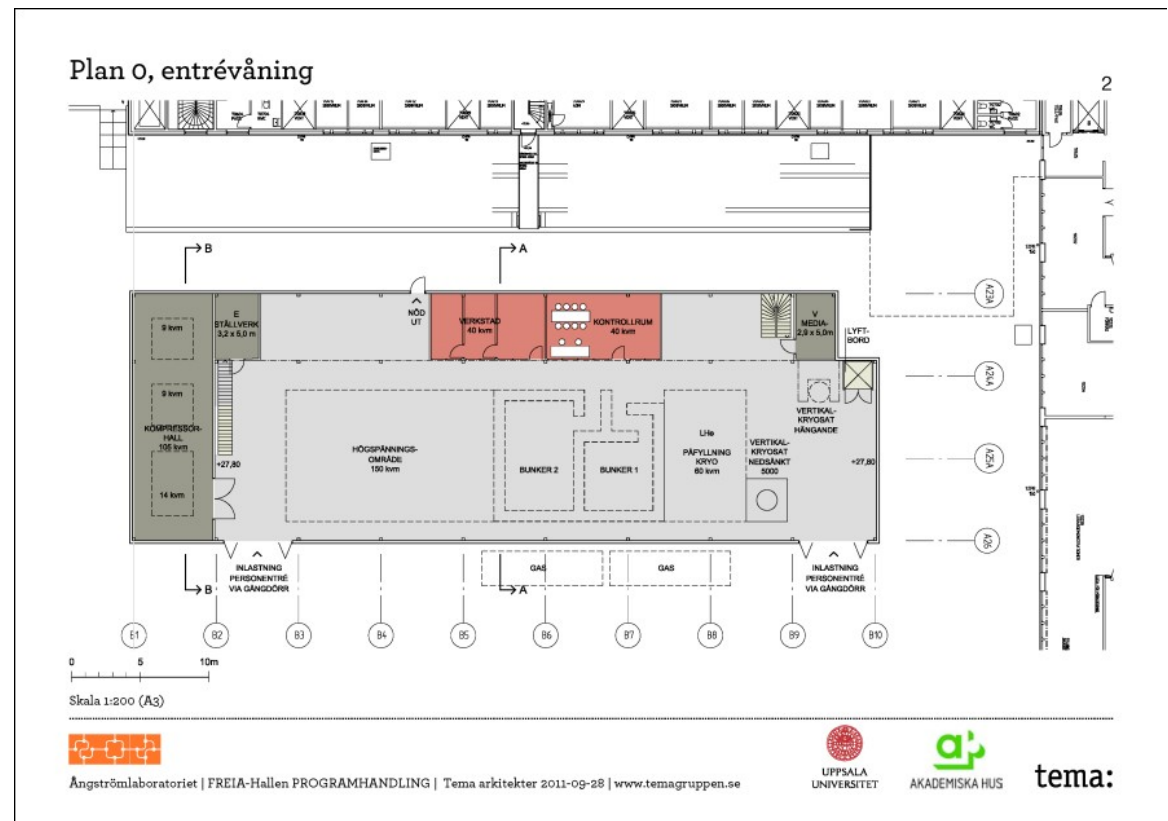 Plan 0, entrévåning
2
B
A
E
STÄLLVERK
3,2 x 5,0 m
NÖD
UT
VERKSTAD
40 kvm
KONTROLLRUM
40 kvm
V
MEDIA-
2,9 x 5,0m
LYFT-
BORD
A23A
A24A
A25A
A26
9 kvm
9 kvm
KOMPRESSOR-
HALL
105 kvm
14 kvm
+27,80
HÖGSPÄNNINGS-
OMRÅDE
150 kvm
BUNKER 2
BUNKER 1
LHe
PÅFYLLNING
KRYO
60 kvm
VERTIKAL-
KRYOSAT
NEDSÄNKT
5000
VERTIKAL-
KRYOSAT
HÄNGANDE
+27,80
INLASTNING
PERSONENTRÉ
VIA GÅNGDÖRR
GAS
GAS
INLASTNING
PERSONENTRÉ
VIA GÅNGDÖRR
B
A
B1
B2
B3
B4
B5
B6
B7
B8
B9
B10
0 5 10m
Skala 1:200 (A3)
Ångströmlaboratoriet | FREIA-Hallen PROGRAMHANDLING | Tema arkitekter 2011-09-28 | www.temagruppen.se
UPPSALA
UNIVERSITET
AKADEMISKA HUS
tema: